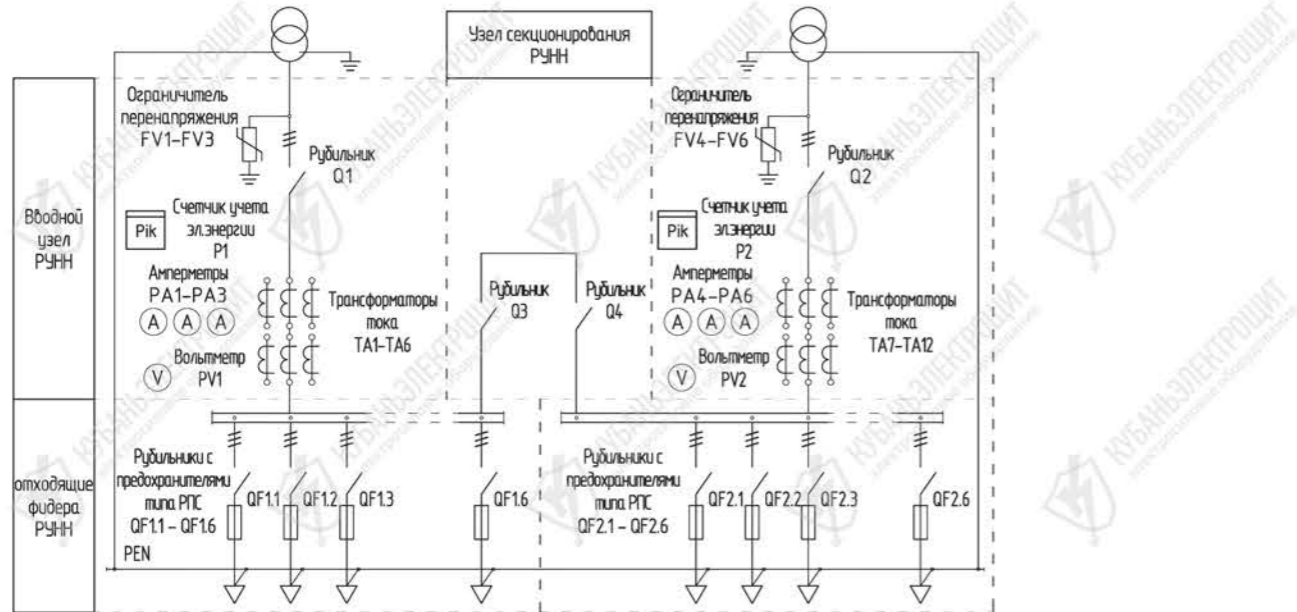 Узел секционирования
РУНН
Вводной
узел
РУНН
Ограничитель
перенапряжения
FV1-FV3
Рубильник
Q1
Pik
Счетчик учета
эл.энергии
P1
Амперметры
PA1-PA3
A A A
Трансформаторы
тока
TA1-TA6
Вольтметр
PV1
V
Рубильник
Q3
Рубильник
Q4
Ограничитель
перенапряжения
FV4-FV6
Рубильник
Q2
Pik
Счетчик учета
эл.энергии
P2
Амперметры
PA4-PA6
A A A
Трансформаторы
тока
TA7-TA12
Вольтметр
PV2
V
отходящие
фидера
РУНН
Рубильники с
предохранителями
типа РПС
QF1.1 - QF1.6
QF1.1 QF1.2 QF1.3 QF1.6
PEN
Рубильники с
предохранителями
типа РПС
QF2.1 - QF2.6
QF2.1 QF2.2 QF2.3 QF2.6
КУБАНЬЭЛЕКТРОЩИТ
электрощитовое оборудование